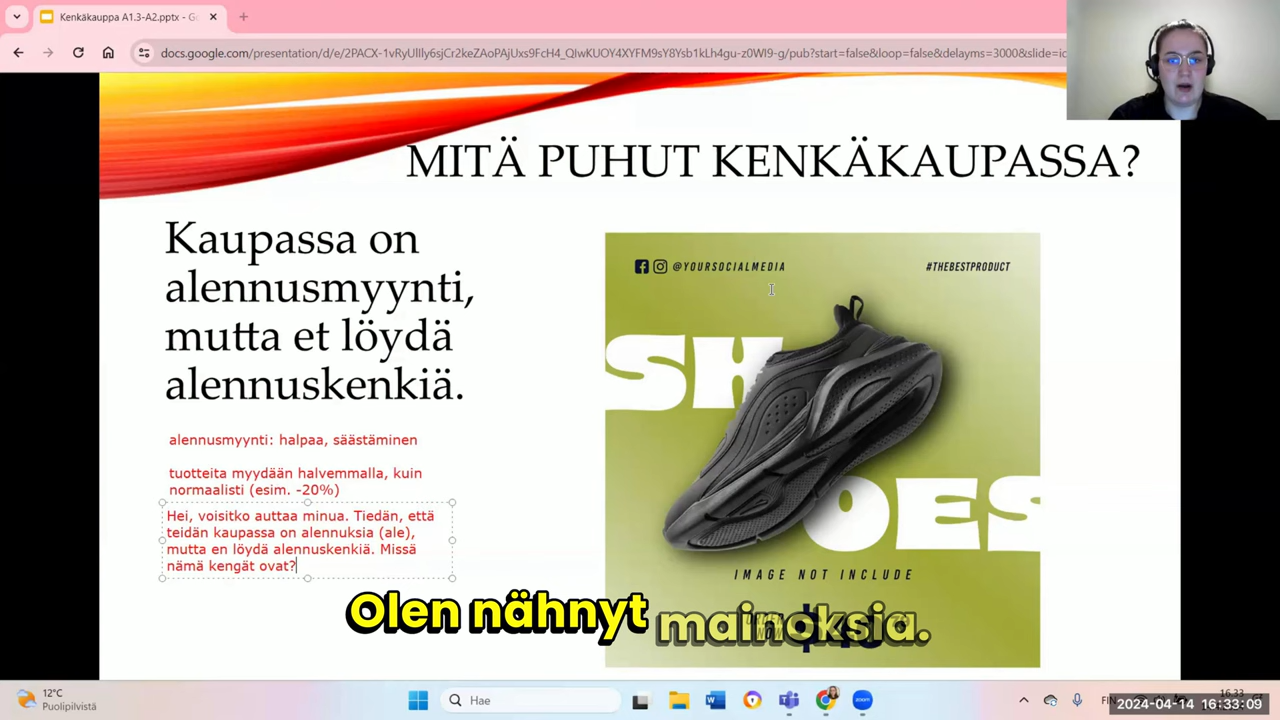 Kenkäkauppa A1.3-A2.pptx - Go
docs.google.com/presentation/d/e/2PACX-1vRyUllly6sjCr2keZAoPAjUxs9FcH4_QIwKUOY4XYFM9sY8Ysb1kLh4gu-z0WI9-g/pub?start=false&loop=false&delayms=3000&slide=ic
MITÄ PUHUT KENKÄKAUPASSA?
Kaupassa on
alennusmyynti,
mutta et löydä
alennuskenkiä.
alennusmyynti: halpaa, säästäminen
tuotteita myydään halvemmalla, kuin
normaalisti (esim. -20%)
Hei, voisitko auttaa minua. Tiedän, että
teidän kaupassa on alennuksia (ale),
mutta en löydä alennuskenkiä. Missä
nämä kengät ovat?
@YOURSOCIALMEDIA
#THEBESTPRODUCT
SHOES
IMAGE NOT INCLUDE
Olen nähnyt mainoksia.
12°C
Puolipilvistä
Hae
FIN
16.33
2024-04-14 16:33:09